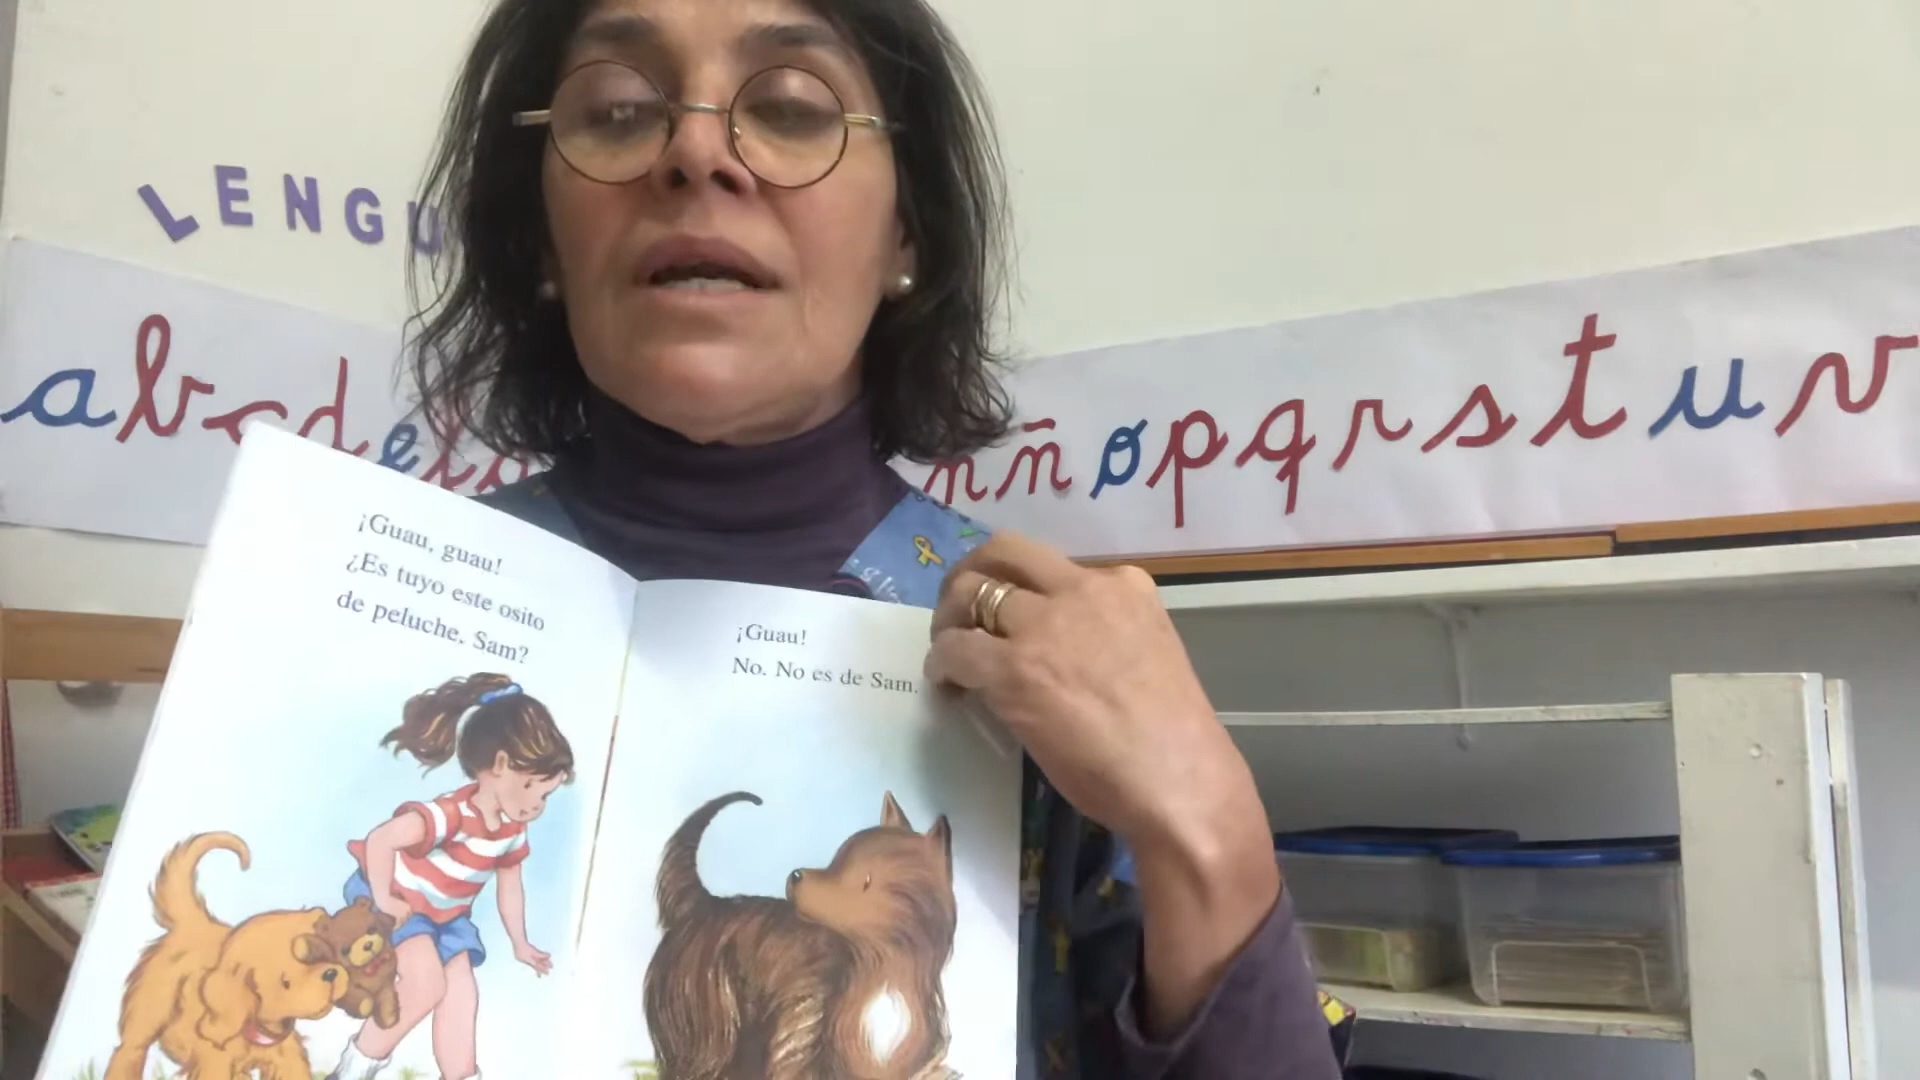 LENGU
a b c d e f g n ñ o p q r s t u v
¡Guau, guau!
¿Es tuyo este osito
de peluche, Sam?
¡Guau!
No. No es de Sam.